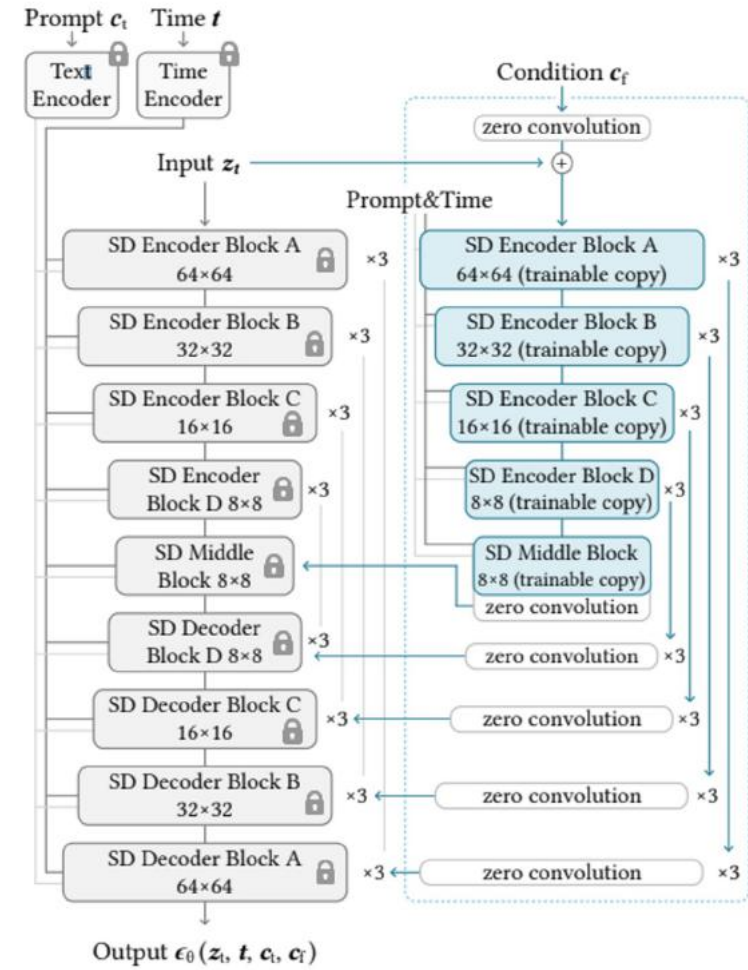 Prompt cₜ
Time t
Text
Encoder
Time
Encoder
Condition c_f
zero convolution
Input zₜ
+
Prompt&Time
SD Encoder Block A
64×64
×3
SD Encoder Block A
64×64 (trainable copy)
×3
SD Encoder Block B
32×32
×3
SD Encoder Block B
32×32 (trainable copy)
×3
SD Encoder Block C
16×16
×3
SD Encoder Block C
16×16 (trainable copy)
×3
SD Encoder
Block D 8×8
×3
SD Encoder Block D
8×8 (trainable copy)
×3
SD Middle
Block 8×8
SD Middle Block
8×8 (trainable copy)
zero convolution
SD Decoder
Block D 8×8
×3
zero convolution
×3
SD Decoder Block C
16×16
×3
zero convolution
×3
SD Decoder Block B
32×32
×3
zero convolution
×3
SD Decoder Block A
64×64
×3
zero convolution
×3
Output ϵθ(zₜ, t, cₜ, c_f)